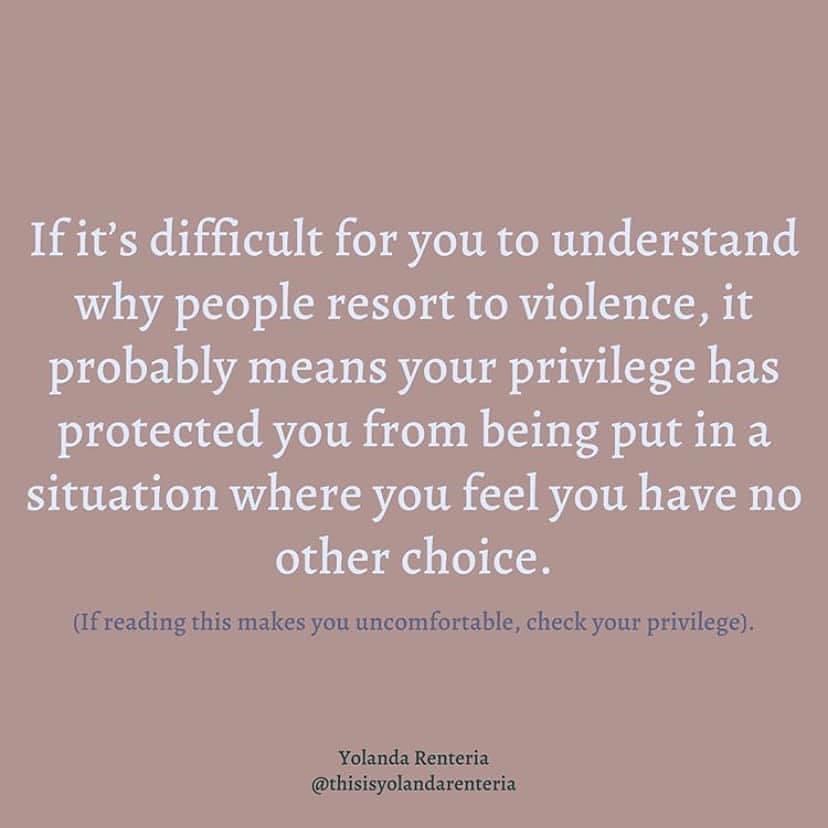 If it’s difficult for you to understand
why people resort to violence, it
probably means your privilege has
protected you from being put in a
situation where you feel you have no
other choice.
(If reading this makes you uncomfortable, check your privilege).
Yolanda Renteria
@thisisyolandarenteria